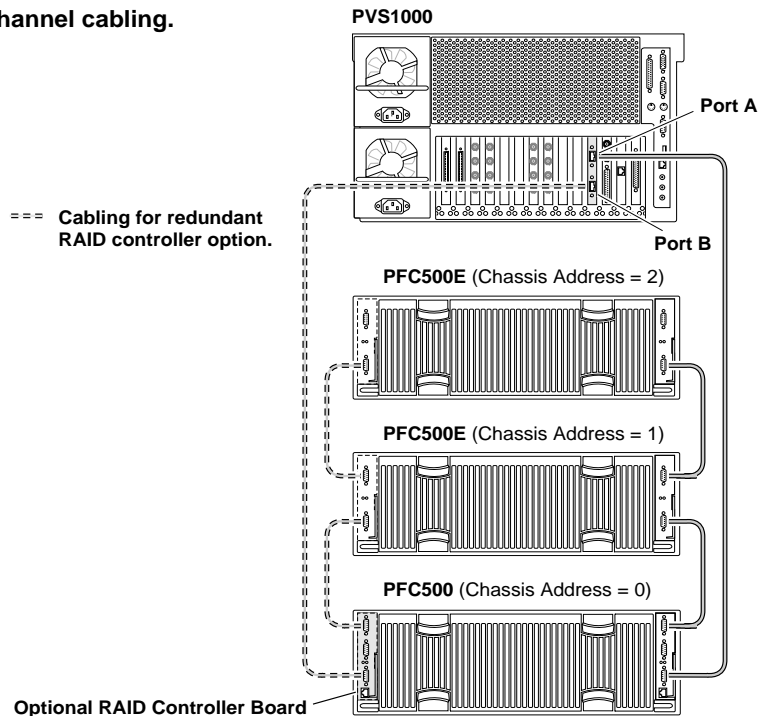 hannel cabling.
PVS1000
Port A
=== Cabling for redundant
RAID controller option.
Port B
PFC500E (Chassis Address = 2)
PFC500E (Chassis Address = 1)
PFC500 (Chassis Address = 0)
Optional RAID Controller Board